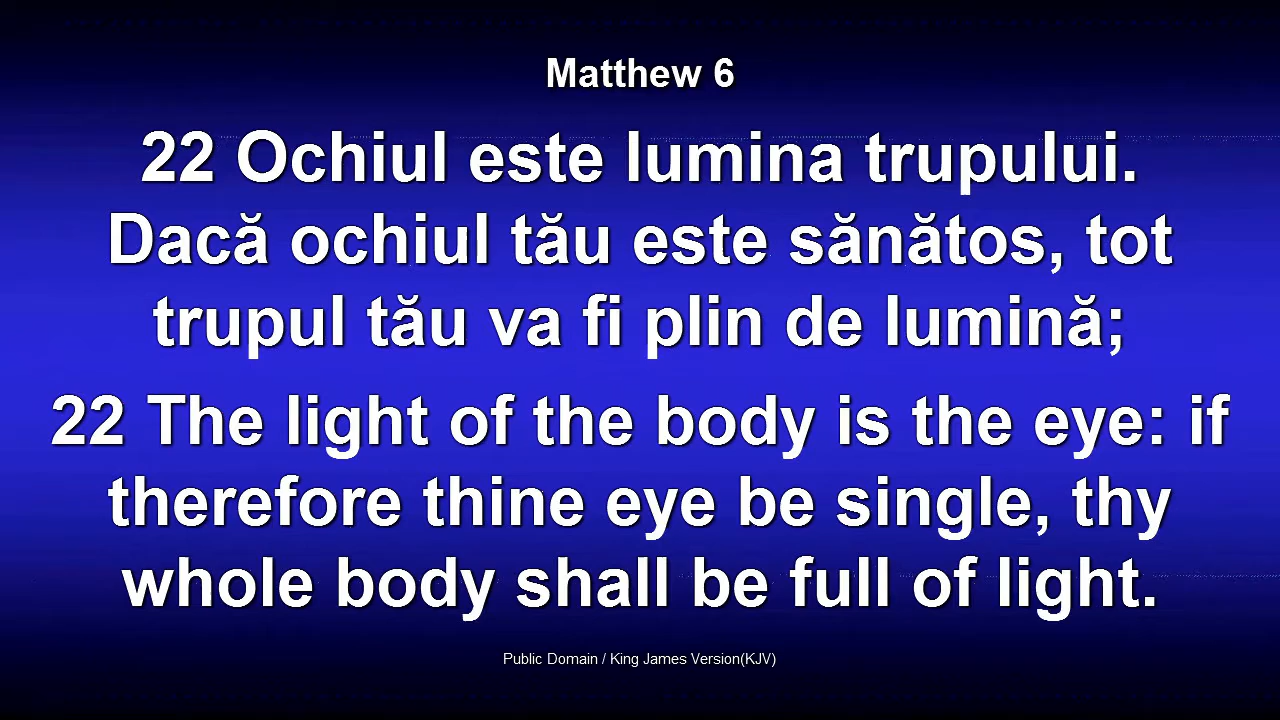 Matthew 6
22 Ochiul este lumina trupului.
Dacă ochiul tău este sănătos, tot
trupul tău va fi plin de lumină;
22 The light of the body is the eye: if
therefore thine eye be single, thy
whole body shall be full of light.
Public Domain / King James Version(KJV)